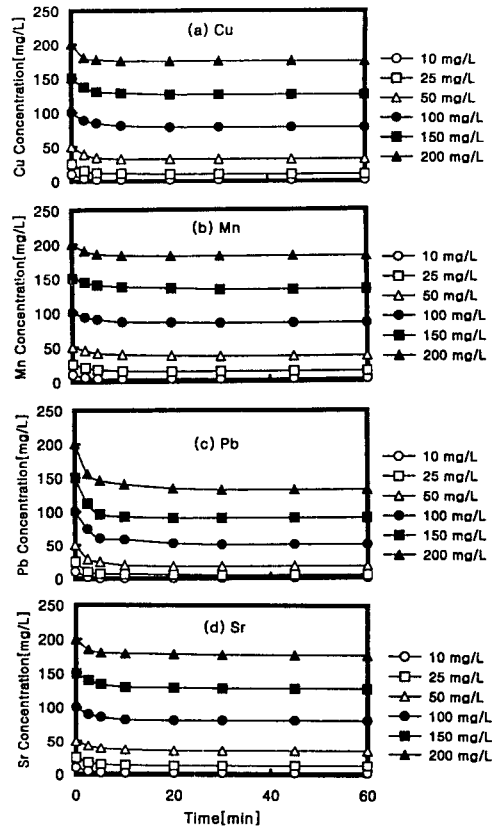 (a) Cu
Cu Concentration[mg/L]
250
200
150
100
50
0
10 mg/L
25 mg/L
50 mg/L
100 mg/L
150 mg/L
200 mg/L
(b) Mn
Mn Concentration[mg/L]
250
200
150
100
50
0
10 mg/L
25 mg/L
50 mg/L
100 mg/L
150 mg/L
200 mg/L
(c) Pb
Pb Concentration[mg/L]
250
200
150
100
50
0
10 mg/L
25 mg/L
50 mg/L
100 mg/L
150 mg/L
200 mg/L
(d) Sr
Sr Concentration[mg/L]
250
200
150
100
50
0
10 mg/L
25 mg/L
50 mg/L
100 mg/L
150 mg/L
200 mg/L
0 20 40 60
Time[min]